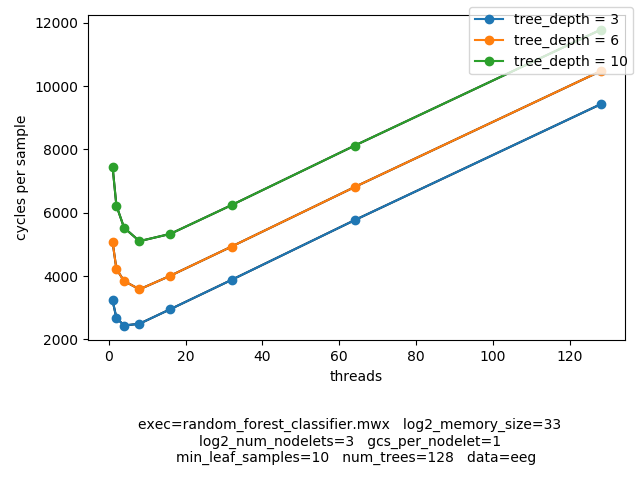 tree_depth = 3
tree_depth = 6
tree_depth = 10
12000
10000
8000
6000
4000
2000
cycles per sample
0 20 40 60 80 100 120
threads
exec=random_forest_classifier.mwx log2_memory_size=33
log2_num_nodelets=3 gcs_per_nodelet=1
min_leaf_samples=10 num_trees=128 data=eeg